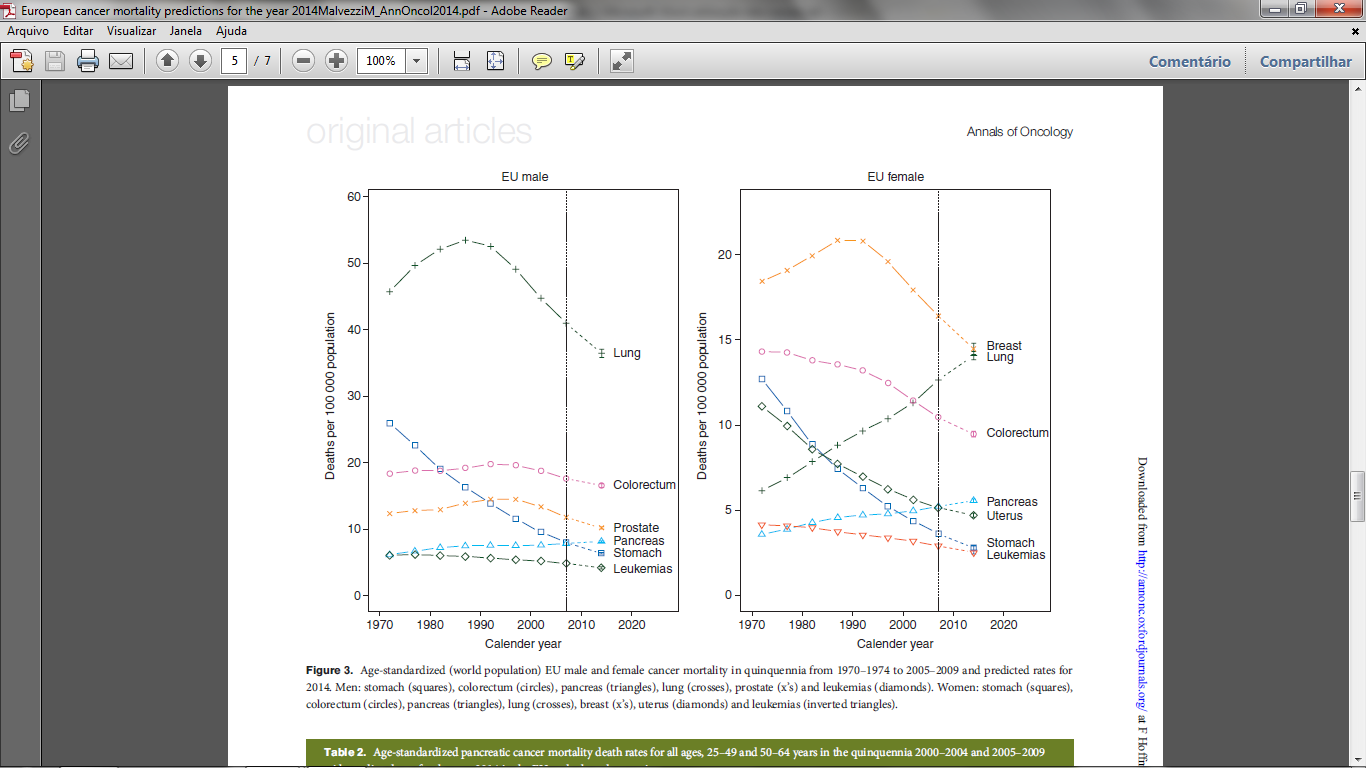 European cancer mortality predictions for the year 2014MalvezziM_AnnOncol2014.pdf - Adobe Reader
Arquivo Editar Visualizar Janela Ajuda
5 / 7 100% Comentário Compartilhar
original articles
Annals of Oncology
EU male
60
50
40
30
20
10
0
Deaths per 100 000 population
Lung
Colorectum
Prostate
Pancreas
Stomach
Leukemias
1970 1980 1990 2000 2010 2020
Calender year
EU female
20
15
10
5
0
Deaths per 100 000 population
Breast
Lung
Colorectum
Pancreas
Uterus
Stomach
Leukemias
1970 1980 1990 2000 2010 2020
Calender year
Figure 3. Age-standardized (world population) EU male and female cancer mortality in quinquennia from 1970–1974 to 2005–2009 and predicted rates for
2014. Men: stomach (squares), colorectum (circles), pancreas (triangles), lung (crosses), prostate (x's) and leukemias (diamonds). Women: stomach (squares),
colorectum (circles), pancreas (triangles), lung (crosses), breast (x's), uterus (diamonds) and leukemias (inverted triangles).
Table 2. Age-standardized pancreatic cancer mortality death rates for all ages, 25–49 and 50–64 years in the quinquennia 2000–2004 and 2005–2009
Downloaded from http://annonc.oxfordjournals.org/ at F Hoffm